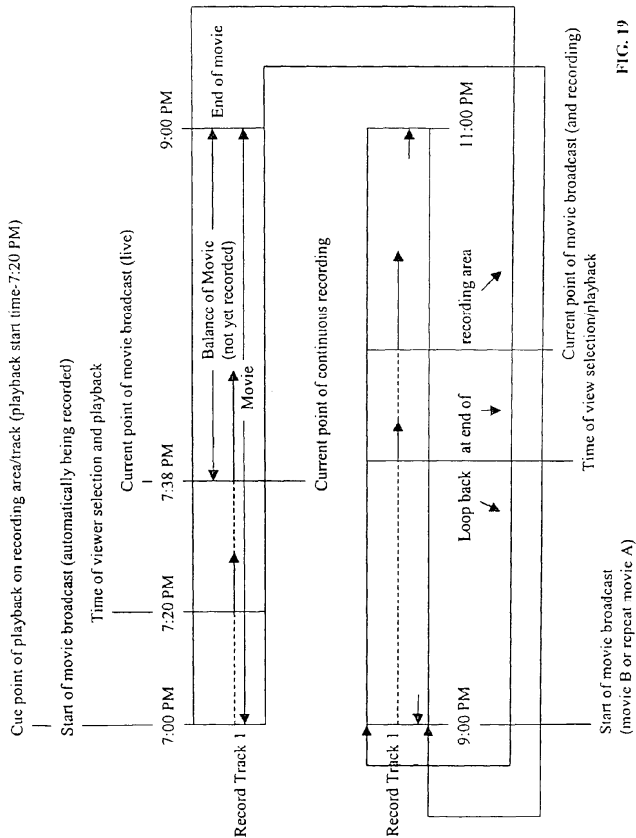 Cue point of playback on recording area/track (playback start time-7:20 PM)
Start of movie broadcast (automatically being recorded)
Time of viewer selection and playback
Current point of movie broadcast (live)
7:00 PM
7:20 PM
7:38 PM
9:00 PM
Record Track 1
Balance of Movie
(not yet recorded)
Movie
End of movie
Current point of continuous recording
Record Track 1
9:00 PM
11:00 PM
Loop back at end of recording area
Start of movie broadcast
(movie B or repeat movie A)
Time of view selection/playback
Current point of movie broadcast (and recording)
FIG. 19